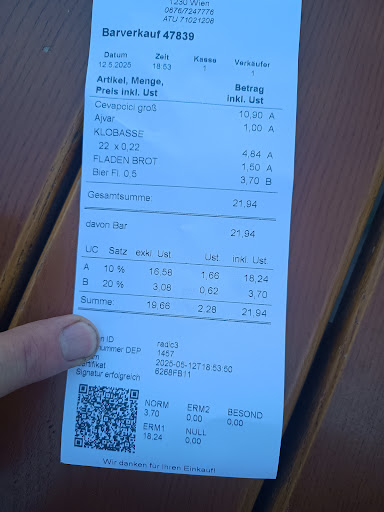 1230 Wien
0676/7247776
ATU 71021208
Barverkauf 47839
Datum Zeit Kassa Verkäufer
12.5.2025 18:53 1 1
Artikel, Menge, Betrag
Preis inkl. Ust inkl. Ust
Cevapcici groß 10,90 A
Ajvar 1,00 A
KLOBASSE
22 x 0,22 4,84 A
FLADEN BROT 1,50 A
Bier Fl. 0,5 3,70 B
Gesamtsumme: 21,94
davon Bar 21,94
UC Satz exkl. Ust Ust. inkl. Ust
A 10 % 16,58 1,66 18,24
B 20 % 3,08 0,62 3,70
Summe: 19,66 2,28 21,94
ID radlc3
nummer DEP 1457
2025-05-12T18:53:50
6268FB11
Signatur erfolgreich
NORM ERM2 BESOND
3.70 0.00 0.00
ERM1 NULL
18.24 0.00
Wir danken für Ihren Einkauf!